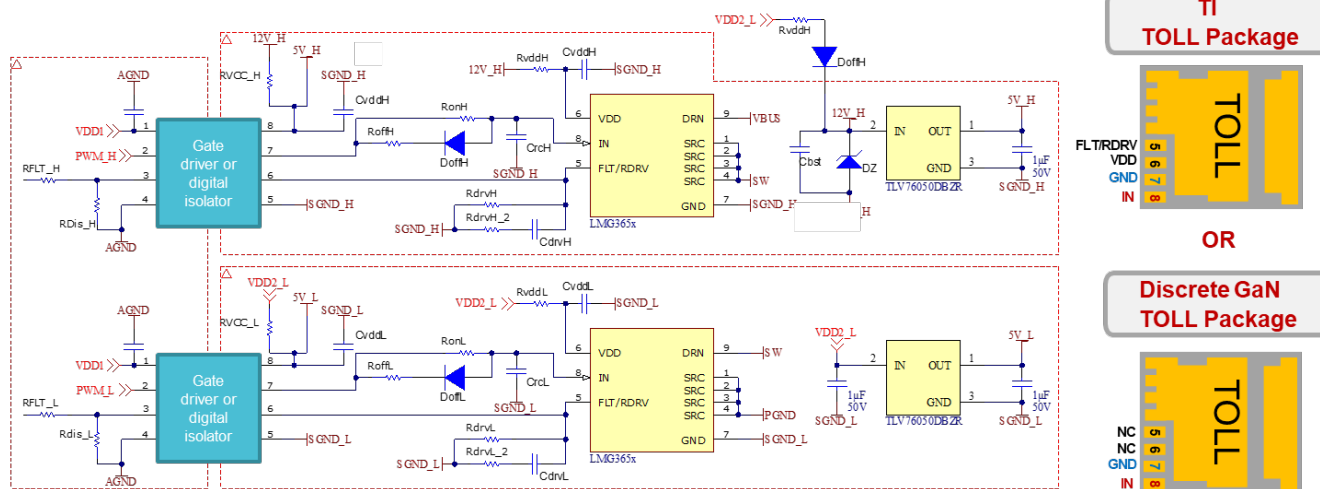 VDD2_L
RvddH
DoffH
12V_H
5V_H
RVCC_H
SGND_H
CvddH
12V_H
RvddH
CvddH
SGND_H
AGND
VDD1
1
PWM_H
2
RFLT_H
3
4
RDis_H
AGND
Gate
driver or
digital
isolator
8
7
6
5
SGND_H
RonH
RoffH
DoffH
CrcH
SGND_H
RdrvH
RdrvH_2
SGND_H
CdrvH
6
8
5
VDD
IN
FLT/RDRV
DRN
SRC
SRC
SRC
SRC
GND
9
1
2
3
4
7
VBUS
SW
SGND_H
LMG365x
12V_H
Cbst
DZ
_H
2
IN
OUT
GND
1
3
TLV76050DBZR
5V_H
1µF
50V
SGND_H
AGND
VDD1
1
PWM_L
2
RFLT_L
3
4
Rdis_L
AGND
Gate
driver or
digital
isolator
8
7
6
5
SGND_L
VDD2_L
5V_L
RVCC_L
SGND_L
CvddL
VDD2_L
RvddL
CvddL
SGND_L
RonL
RoffL
DoffL
CrcL
SGND_L
RdrvL
RdrvL_2
SGND_L
CdrvL
6
8
5
VDD
IN
FLT/RDRV
DRN
SRC
SRC
SRC
SRC
GND
9
1
2
3
4
7
SW
PGND
SGND_L
LMG365x
VDD2_L
1µF
50V
SGND_L
2
IN
OUT
GND
1
3
TLV76050DBZR
5V_L
1µF
50V
SGND_L
TI
TOLL Package
TOLL
FLT/RDRV 5
VDD 6
GND 7
IN 8
OR
Discrete GaN
TOLL Package
TOLL
NC 5
NC 6
GND 7
IN 8